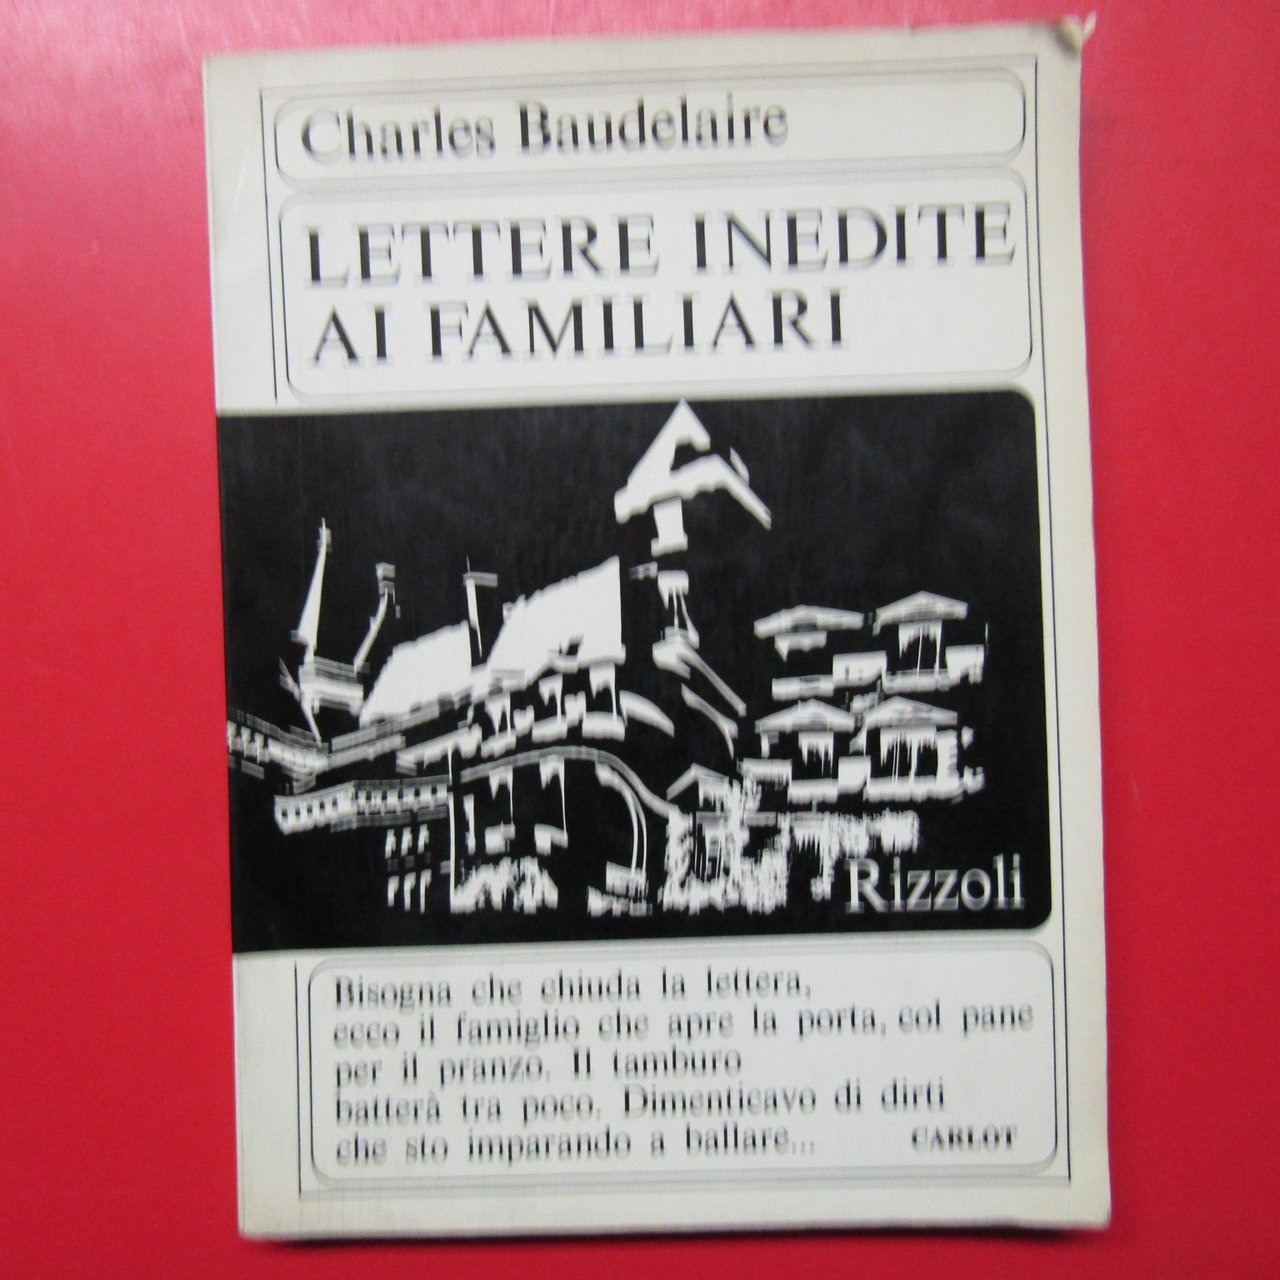 Charles Baudelaire
LETTERE INEDITE
AI FAMILIARI
Rizzoli
Bisogna che chiuda la lettera,
ecco il famiglio che apre la porta, col pane
per il pranzo. Il tamburo
batterà tra poco. Dimenticavo di dirti
che sto imparando a ballare... CARLOT